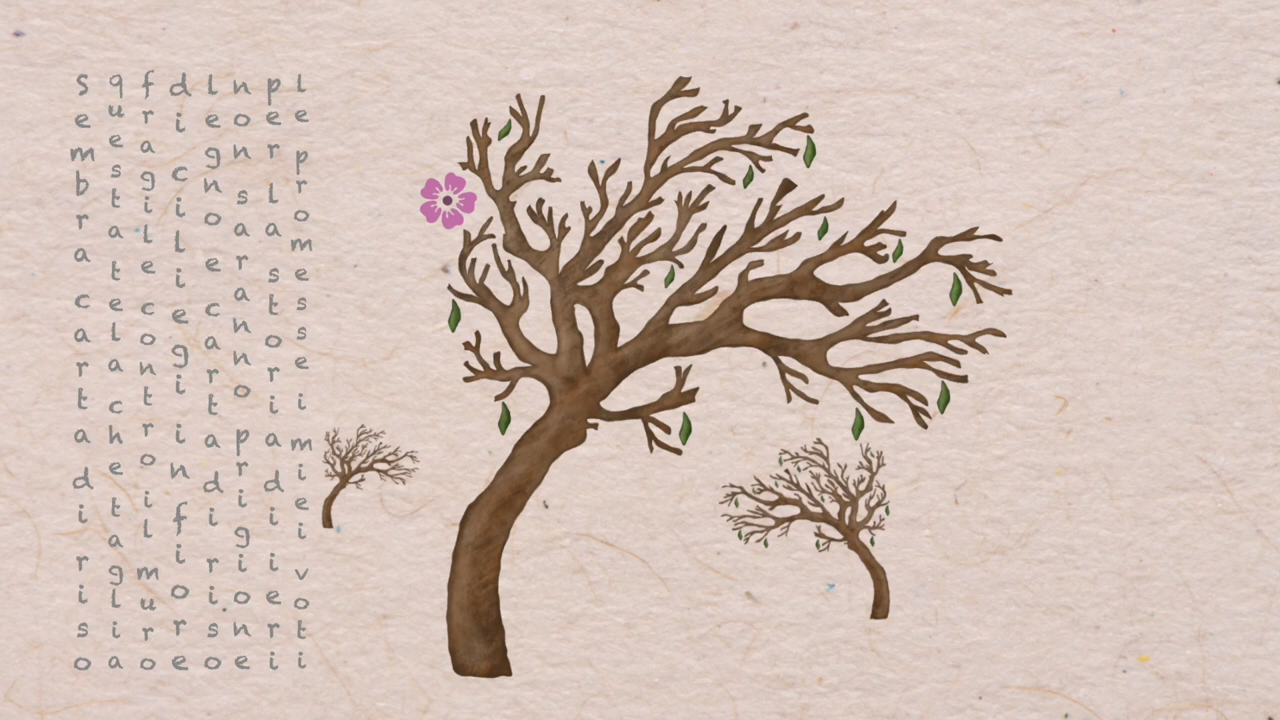 Sembra carta di riso
questa tela che taglia
fragile contro il muro
di ciliegi in fiore
legno e carta di riso
non saranno prigione
per la storia di ieri
le promesse i miei voti